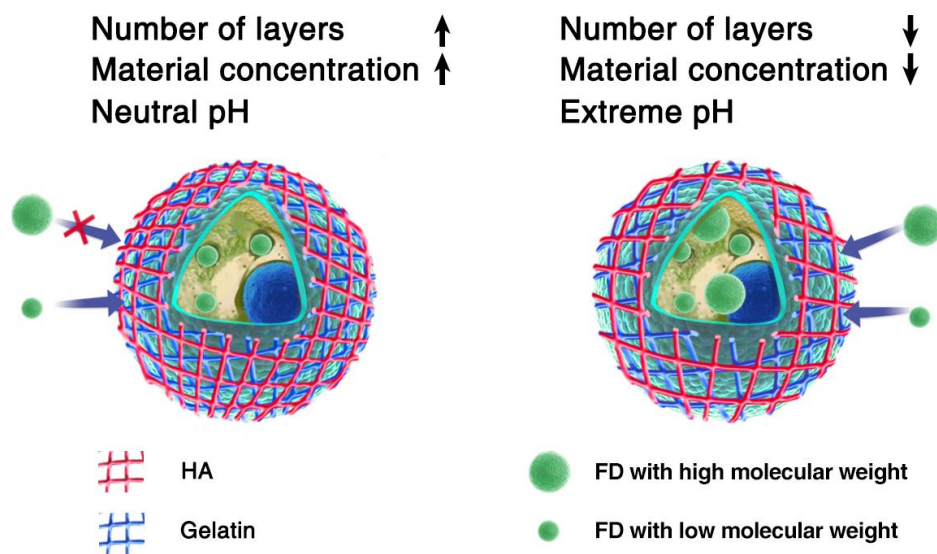 Number of layers ↑
Material concentration ↑
Neutral pH
Number of layers ↓
Material concentration ↓
Extreme pH
HA
Gelatin
FD with high molecular weight
FD with low molecular weight